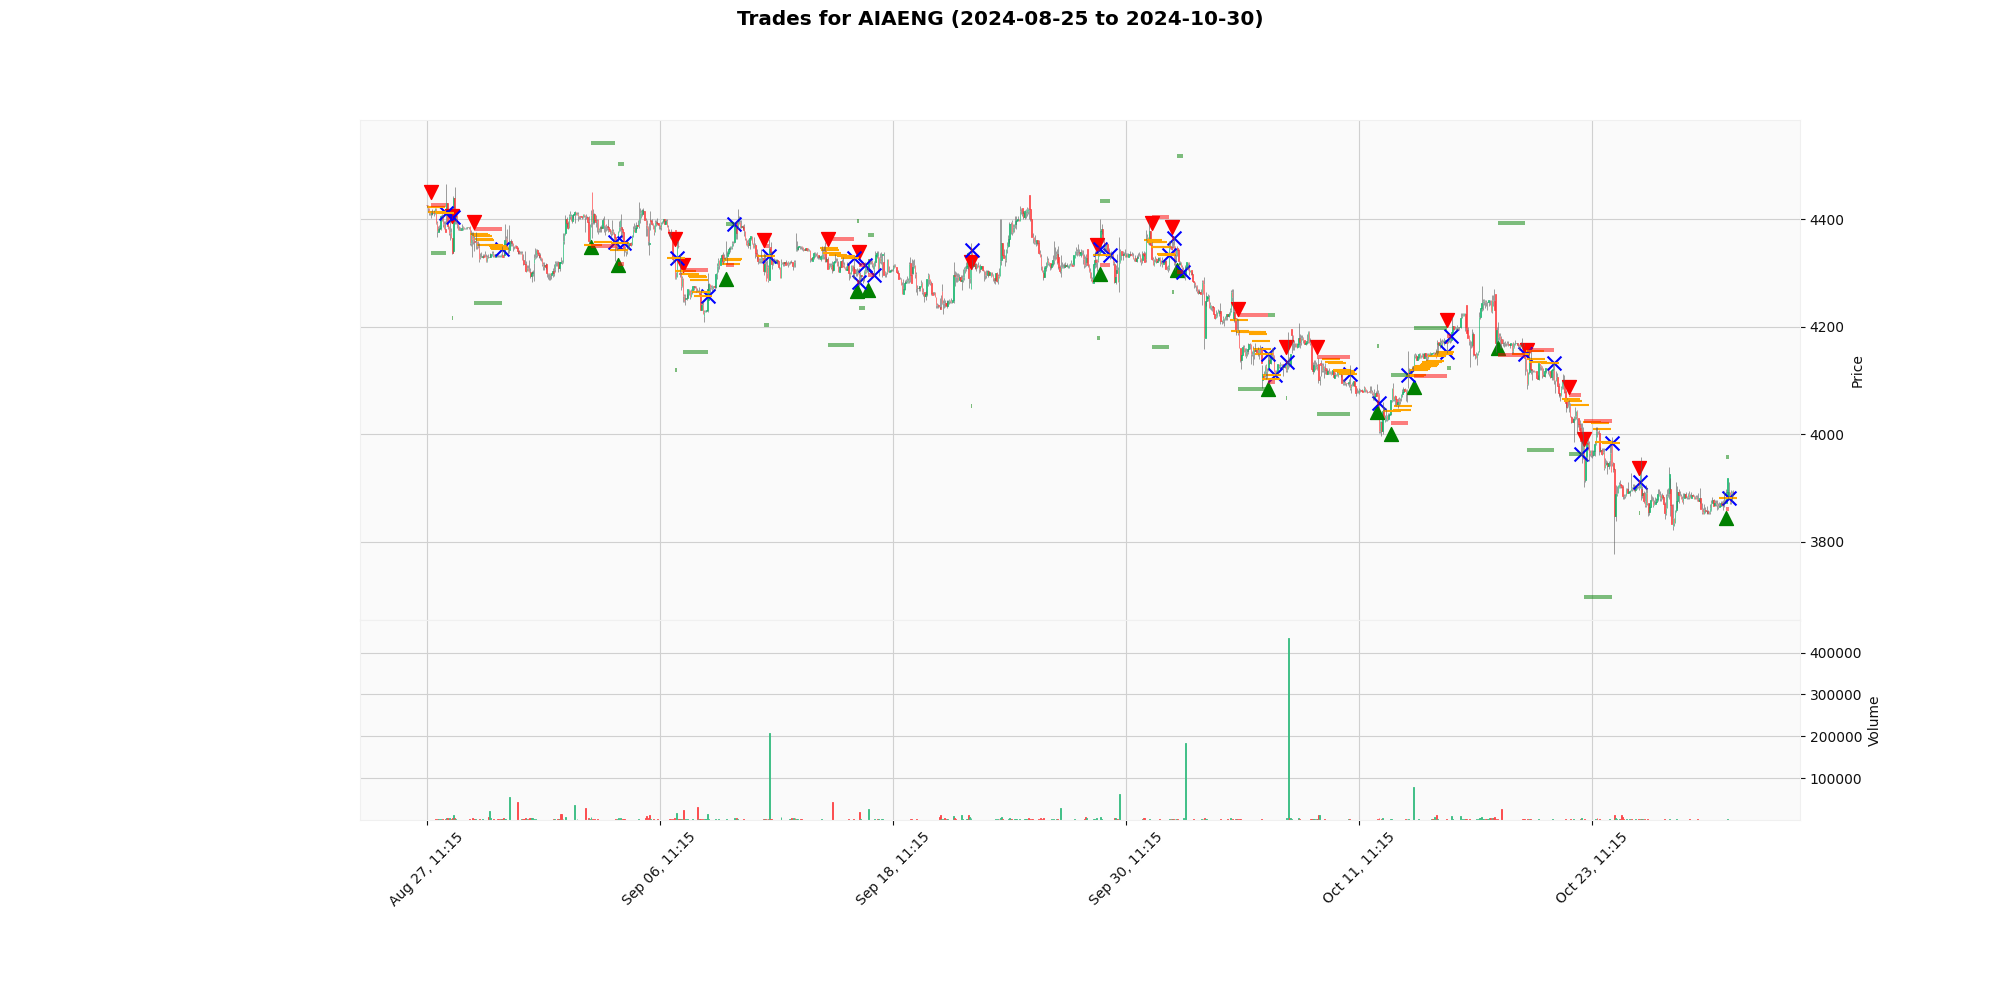 Trades for AIAENG (2024-08-25 to 2024-10-30)
4400
4200
4000
3800
Price
400000
300000
200000
100000
Volume
Aug 27, 11:15
Sep 06, 11:15
Sep 18, 11:15
Sep 30, 11:15
Oct 11, 11:15
Oct 23, 11:15